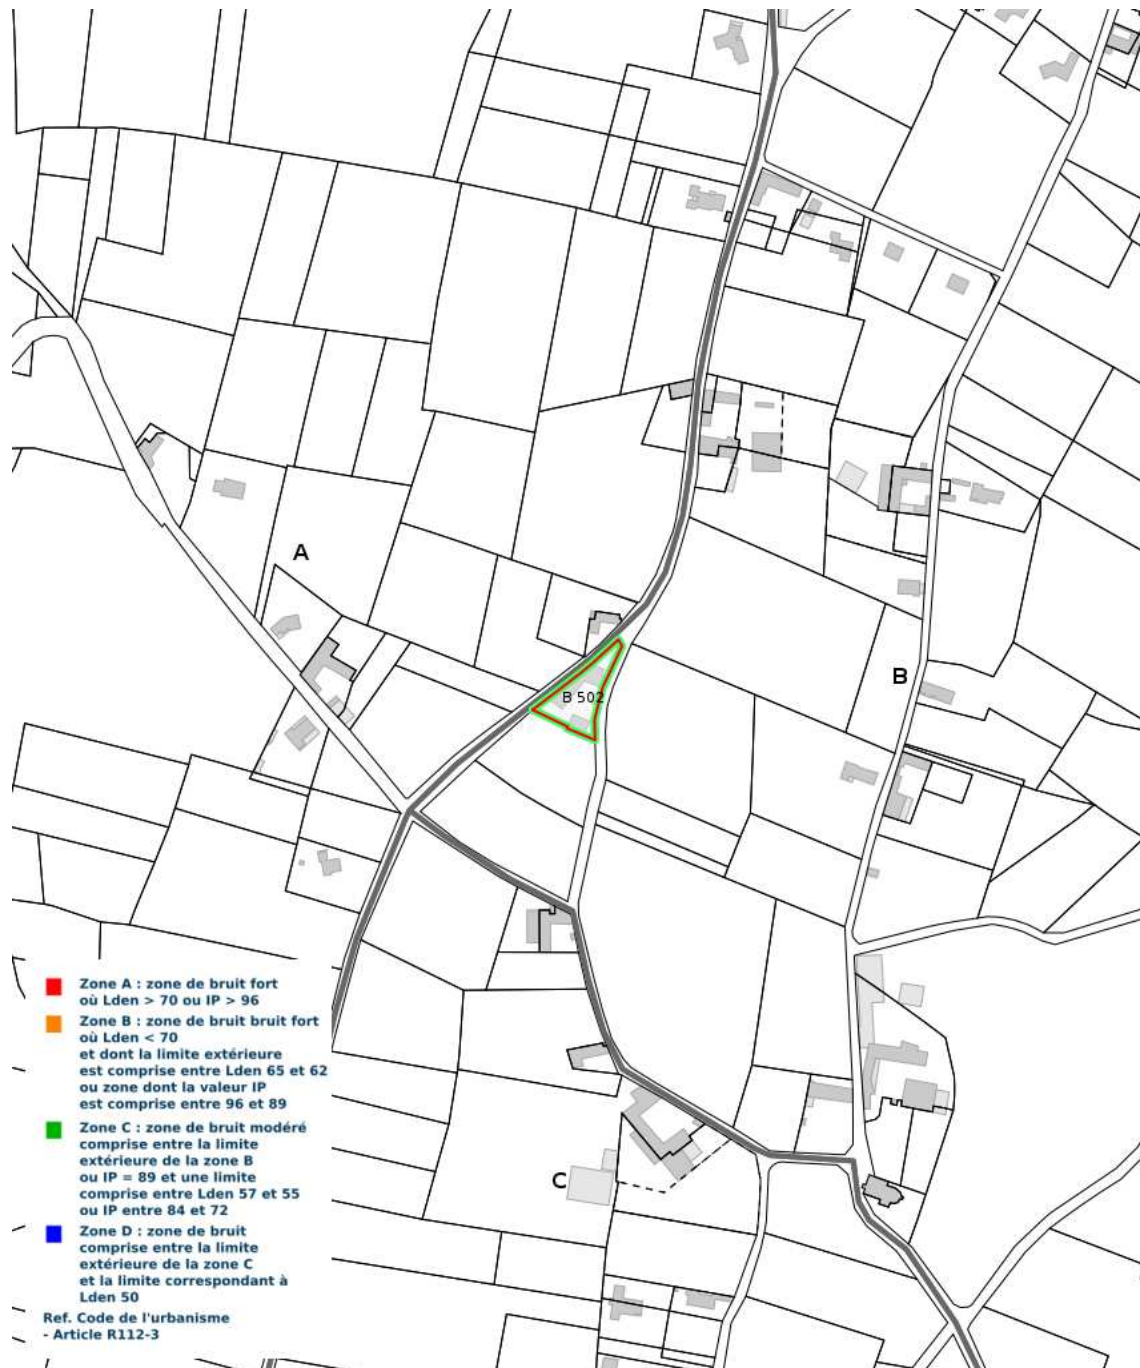 A
B
B 502
C
Zone A : zone de bruit fort
où Lden > 70 ou IP > 96
Zone B : zone de bruit bruit fort
où Lden < 70
et dont la limite extérieure
est comprise entre Lden 65 et 62
ou zone dont la valeur IP
est comprise entre 96 et 89
Zone C : zone de bruit modéré
comprise entre la limite
extérieure de la zone B
ou IP = 89 et une limite
comprise entre Lden 57 et 55
ou IP entre 84 et 72
Zone D : zone de bruit
comprise entre la limite
extérieure de la zone C
et la limite correspondant à
Lden 50
Ref. Code de l'urbanisme
- Article R112-3